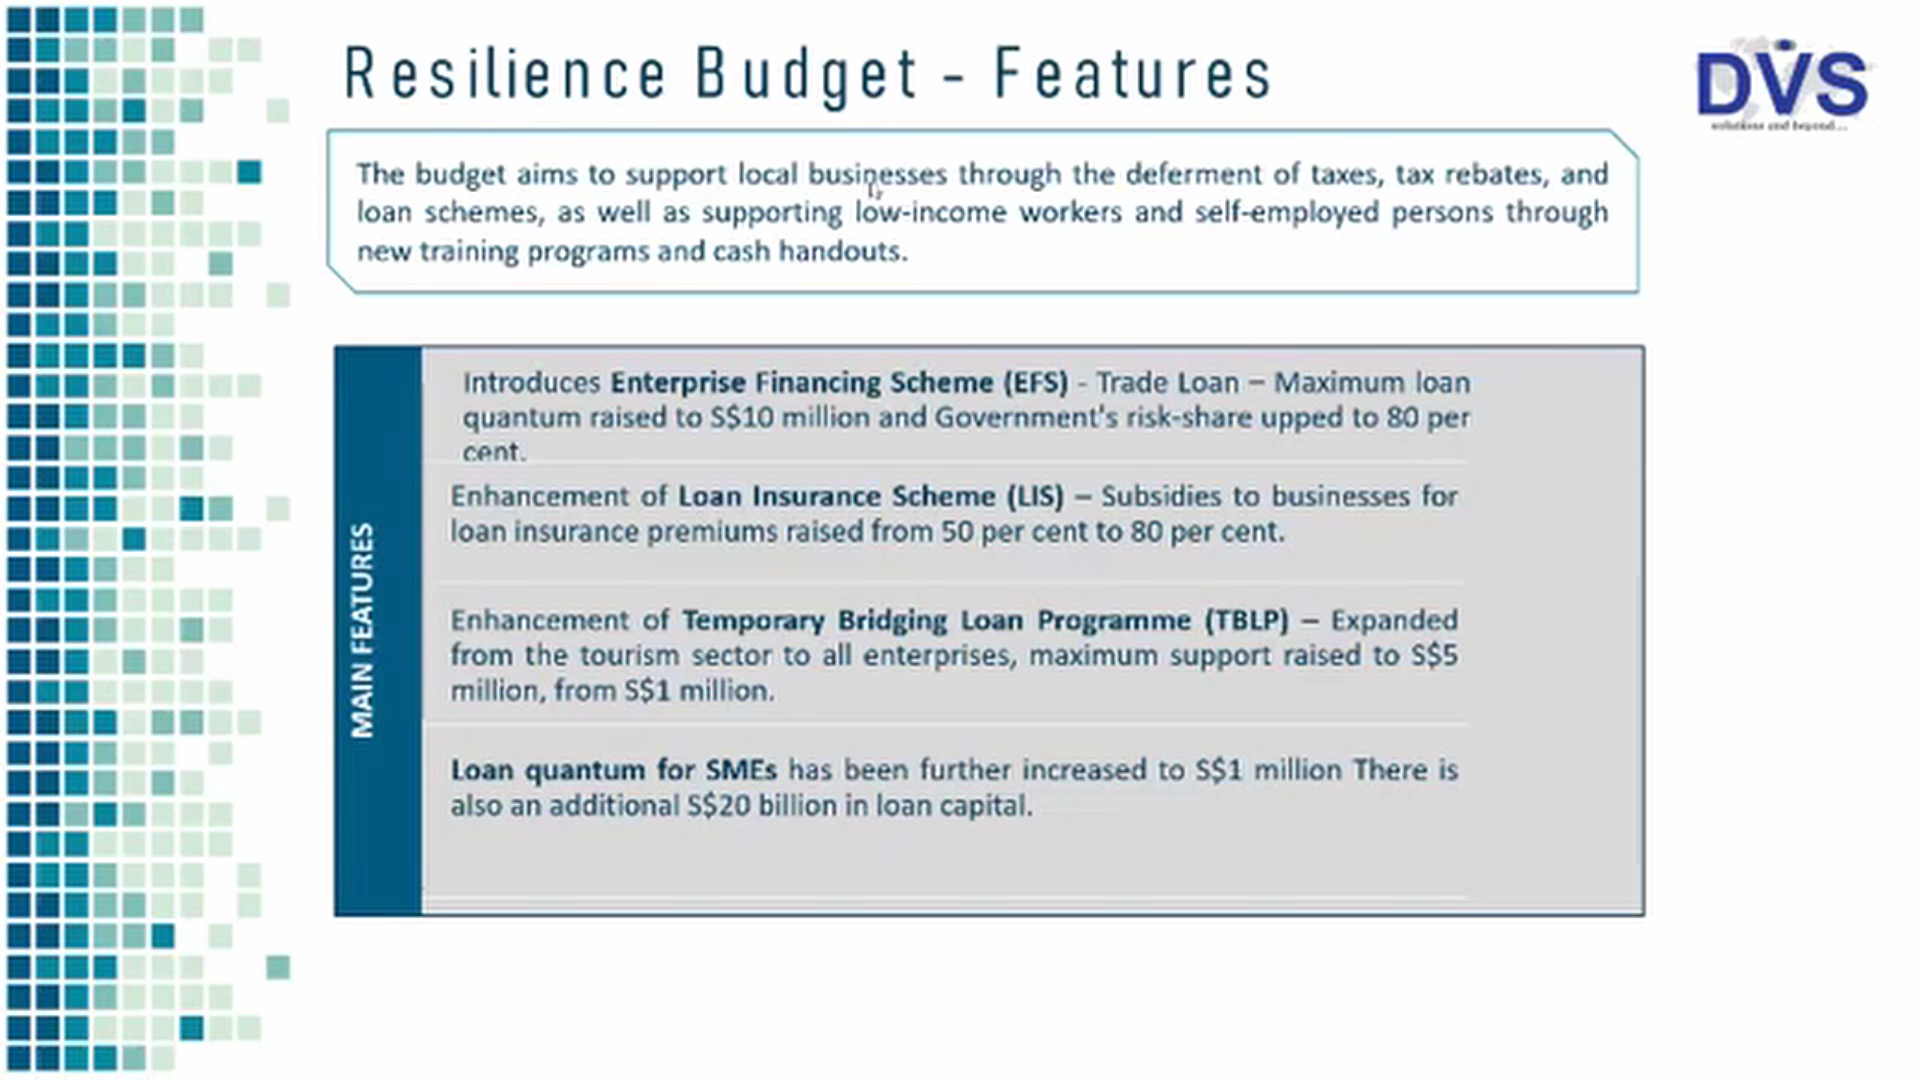 Resilience Budget - Features
DVS
solutions and beyond...
The budget aims to support local businesses through the deferment of taxes, tax rebates, and
loan schemes, as well as supporting low-income workers and self-employed persons through
new training programs and cash handouts.
MAIN FEATURES
Introduces Enterprise Financing Scheme (EFS) - Trade Loan – Maximum loan
quantum raised to S$10 million and Government's risk-share upped to 80 per
cent.
Enhancement of Loan Insurance Scheme (LIS) – Subsidies to businesses for
loan insurance premiums raised from 50 per cent to 80 per cent.
Enhancement of Temporary Bridging Loan Programme (TBLP) – Expanded
from the tourism sector to all enterprises, maximum support raised to S$5
million, from S$1 million.
Loan quantum for SMEs has been further increased to S$1 million There is
also an additional S$20 billion in loan capital.